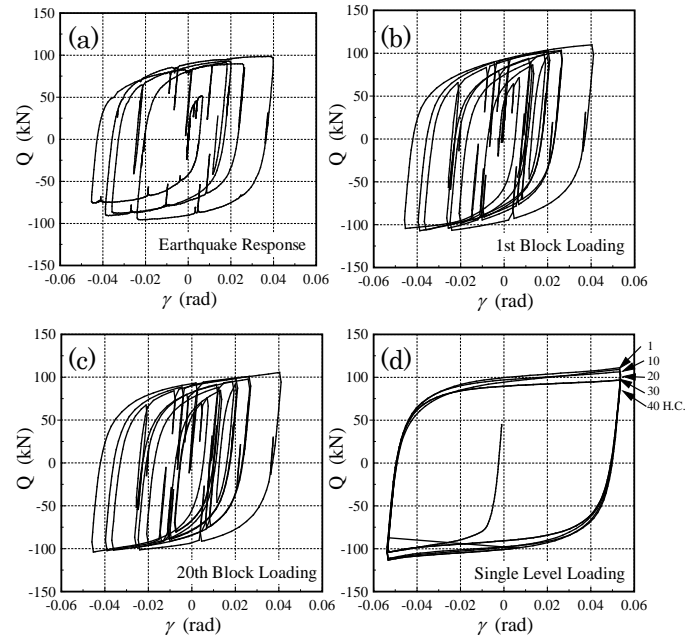 (a)
150
100
50
0
-50
-100
-150
Q (kN)
-0.06 -0.04 -0.02 0 0.02 0.04 0.06
γ (rad)
Earthquake Response
(b)
150
100
50
0
-50
-100
-150
Q (kN)
-0.06 -0.04 -0.02 0 0.02 0.04 0.06
γ (rad)
1st Block Loading
(c)
150
100
50
0
-50
-100
-150
Q (kN)
-0.06 -0.04 -0.02 0 0.02 0.04 0.06
γ (rad)
20th Block Loading
(d)
150
100
50
0
-50
-100
-150
Q (kN)
-0.06 -0.04 -0.02 0 0.02 0.04 0.06
γ (rad)
Single Level Loading
1
10
20
30
40 H.C.